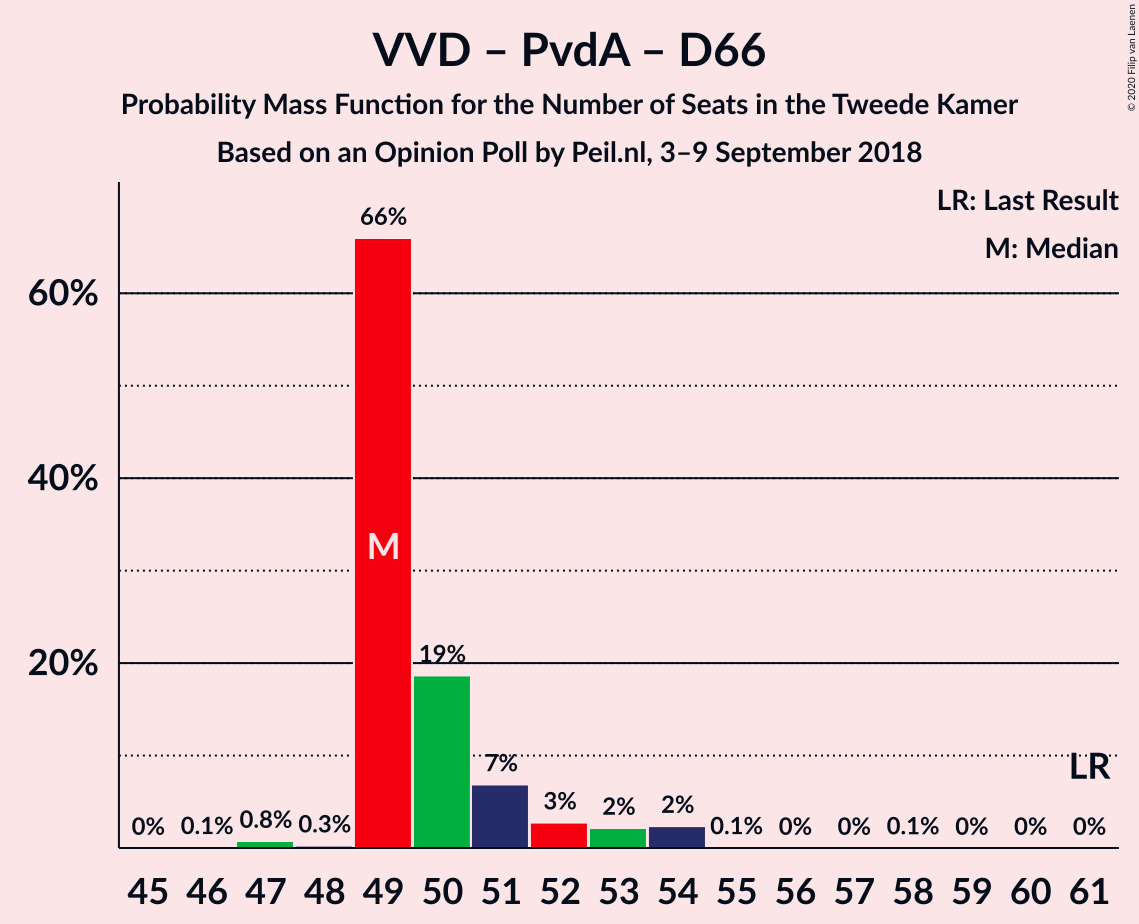 VVD – PvdA – D66
Probability Mass Function for the Number of Seats in the Tweede Kamer
Based on an Opinion Poll by Peil.nl, 3–9 September 2018
© 2020 Filip van Laenen
LR: Last Result
M: Median
60%
40%
20%
0% 0.1% 0.8% 0.3% 66% 19% 7% 3% 2% 2% 0.1% 0% 0% 0.1% 0% 0% 0%
M
LR
45 46 47 48 49 50 51 52 53 54 55 56 57 58 59 60 61